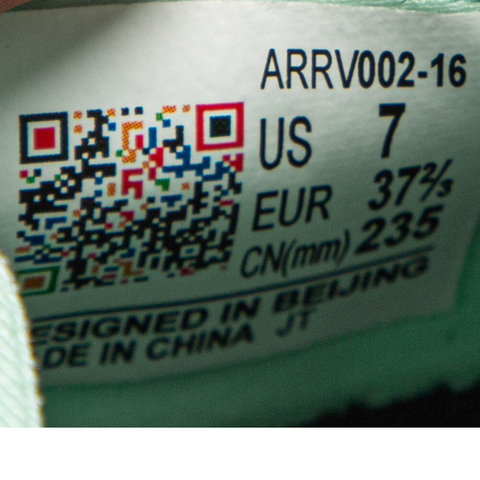 ARRV002-16
US 7
EUR 37⅔
CN(mm) 235
ESIGNED IN BEIJING
DE IN CHINA JT